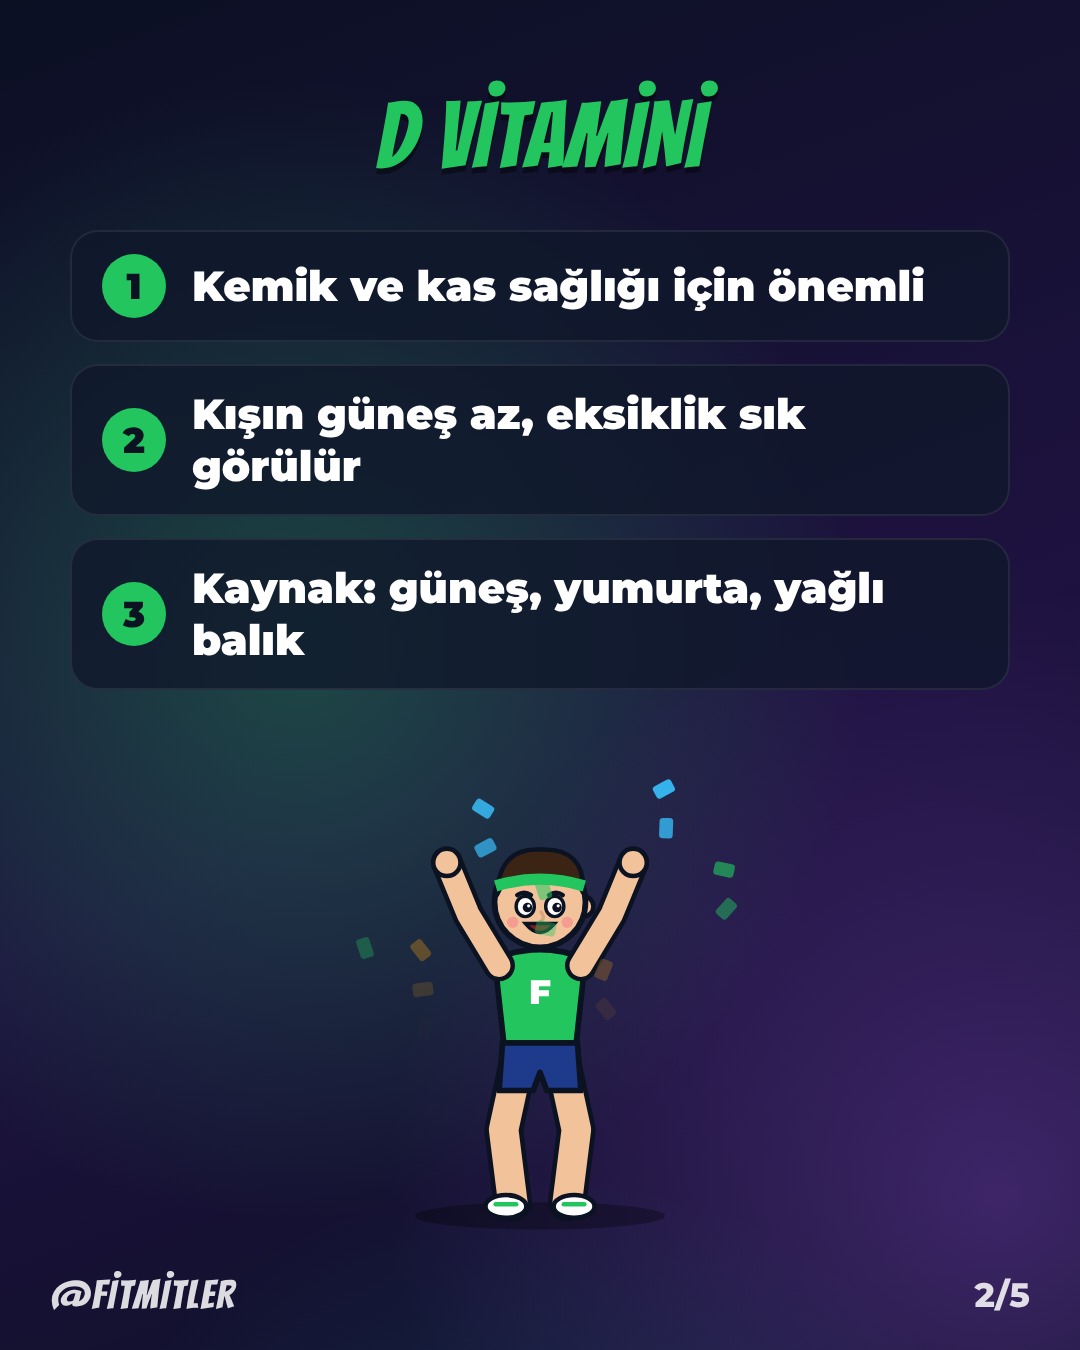 D VİTAMİNİ
1 Kemik ve kas sağlığı için önemli
2 Kışın güneş az, eksiklik sık
görülür
3 Kaynak: güneş, yumurta, yağlı
balık
F
@FİTMİTLER
2/5